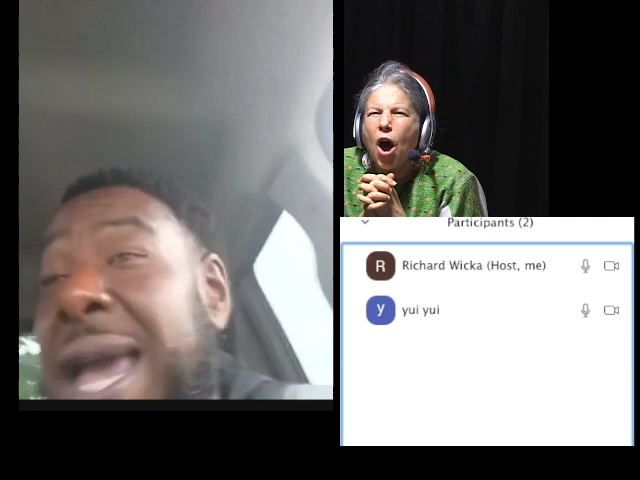 Participants (2)
R Richard Wicka (Host, me)
y yui yui